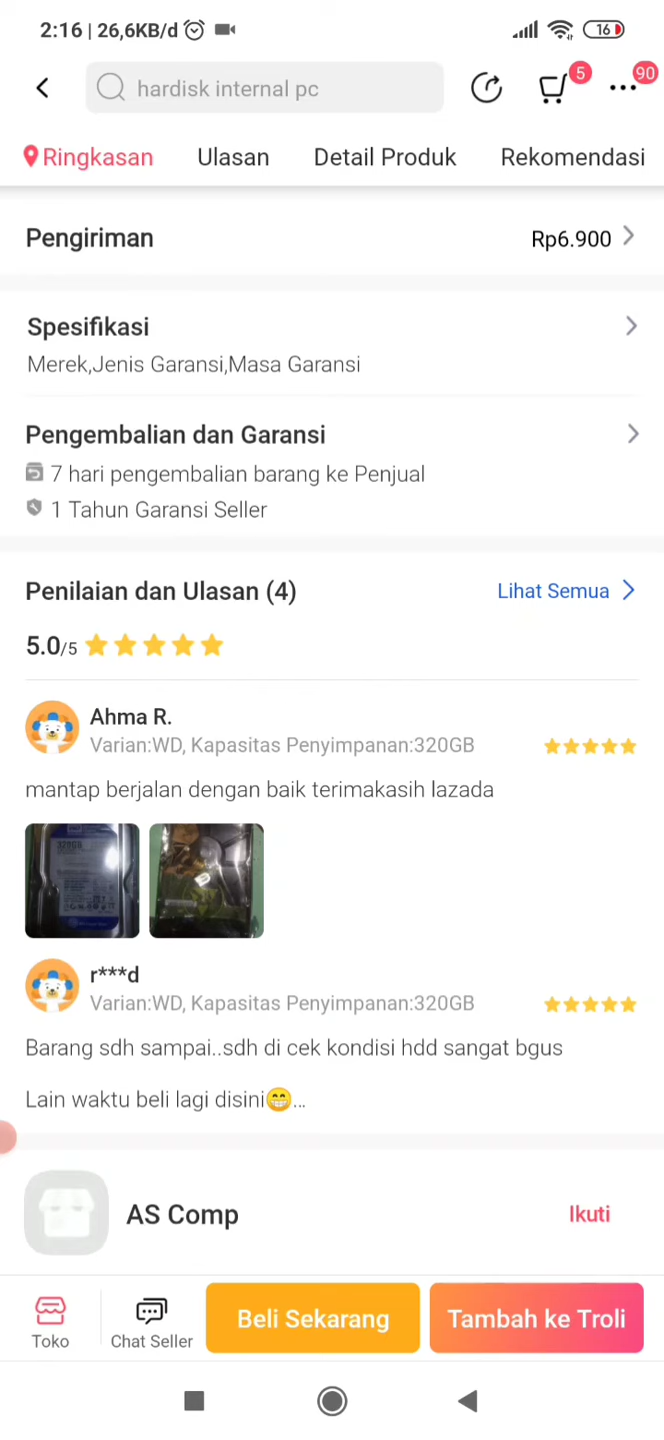 2:16 | 26,6KB/d
16
hardisk internal pc
5
90
Ringkasan Ulasan Detail Produk Rekomendasi
Pengiriman Rp6.900
Spesifikasi
Merek,Jenis Garansi,Masa Garansi
Pengembalian dan Garansi
7 hari pengembalian barang ke Penjual
1 Tahun Garansi Seller
Penilaian dan Ulasan (4) Lihat Semua
5.0/5
Ahma R.
Varian:WD, Kapasitas Penyimpanan:320GB
mantap berjalan dengan baik terimakasih lazada
320GB
r***d
Varian:WD, Kapasitas Penyimpanan:320GB
Barang sdh sampai..sdh di cek kondisi hdd sangat bgus
Lain waktu beli lagi disini😁...
AS Comp Ikuti
Toko
Chat Seller
Beli Sekarang
Tambah ke Troli